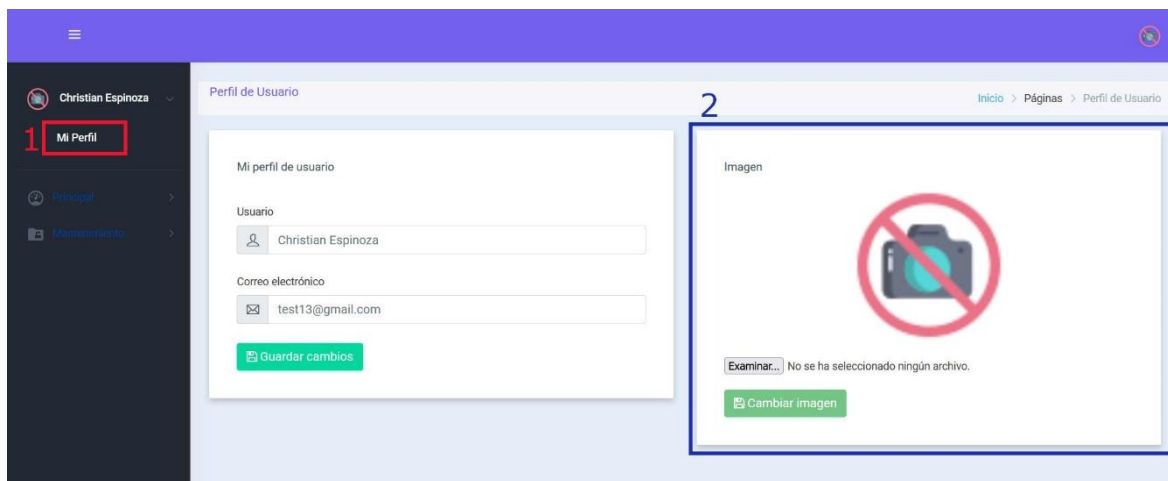 Christian Espinoza
1
Mi Perfil
Principal
Mantenimiento
Perfil de Usuario
Inicio > Páginas > Perfil de Usuario
Mi perfil de usuario
Usuario
Christian Espinoza
Correo electrónico
test13@gmail.com
Guardar cambios
2
Imagen
Examinar... No se ha seleccionado ningún archivo.
Cambiar imagen